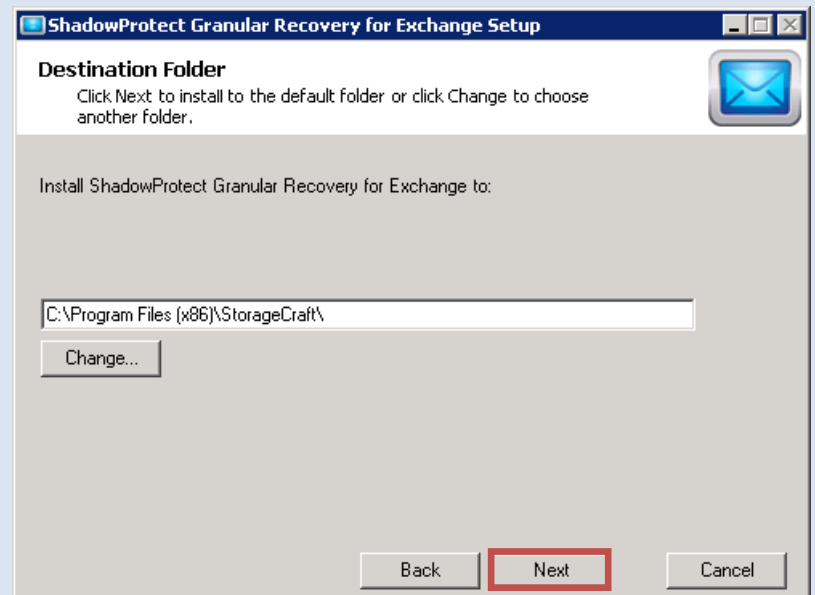 ShadowProtect Granular Recovery for Exchange Setup
Destination Folder
Click Next to install to the default folder or click Change to choose
another folder.
Install ShadowProtect Granular Recovery for Exchange to:
C:\Program Files (x86)\StorageCraft\
Change...
Back Next Cancel